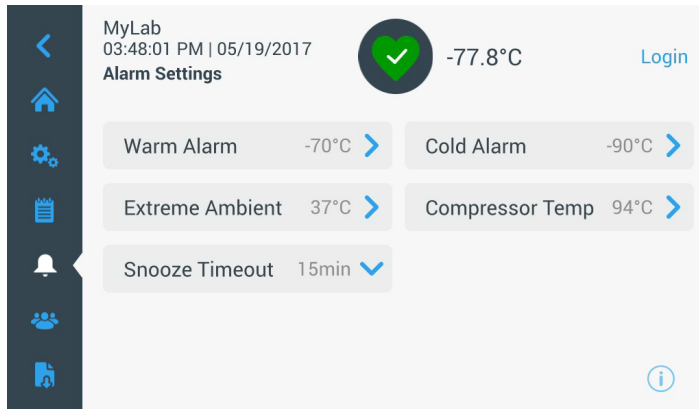 MyLab
03:48:01 PM | 05/19/2017
Alarm Settings
-77.8°C
Login
Warm Alarm -70°C
Cold Alarm -90°C
Extreme Ambient 37°C
Compressor Temp 94°C
Snooze Timeout 15min